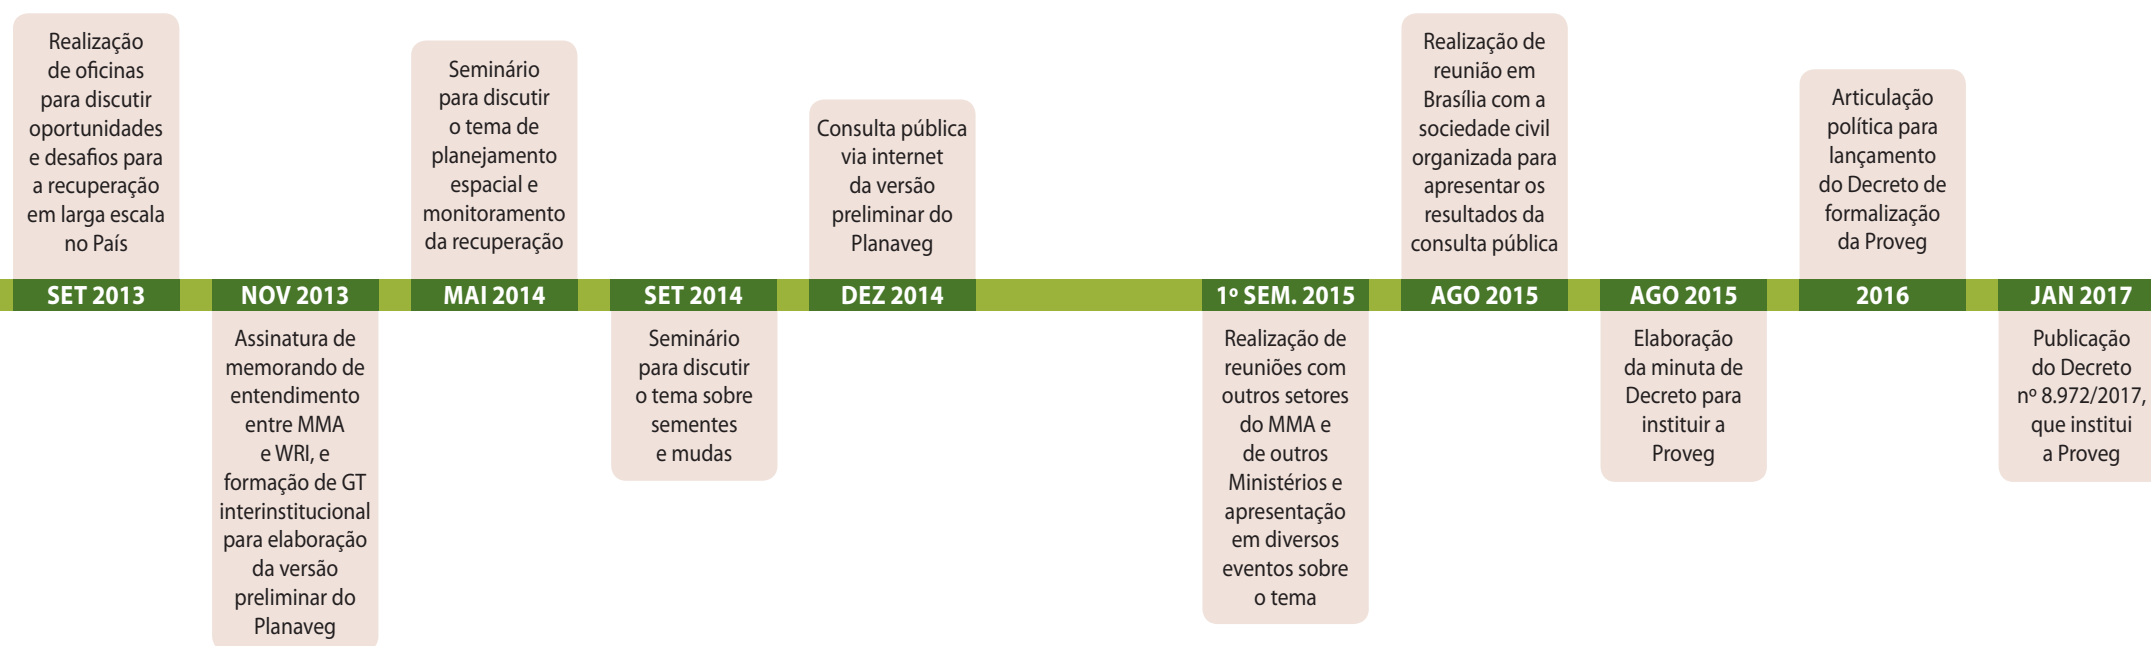 SET 2013
Realização
de oficinas
para discutir
oportunidades
e desafios para
a recuperação
em larga escala
no País
NOV 2013
Assinatura de
memorando de
entendimento
entre MMA
e WRI, e
formação de GT
interinstitucional
para elaboração
da versão
preliminar do
Planaveg
MAI 2014
Seminário
para discutir
o tema de
planejamento
espacial e
monitoramento
da recuperação
SET 2014
Seminário
para discutir
o tema sobre
sementes
e mudas
DEZ 2014
Consulta pública
via internet
da versão
preliminar do
Planaveg
1º SEM. 2015
Realização de
reuniões com
outros setores
do MMA e
de outros
Ministérios e
apresentação
em diversos
eventos sobre
o tema
AGO 2015
Realização de
reunião em
Brasília com a
sociedade civil
organizada para
apresentar os
resultados da
consulta pública
AGO 2015
Elaboração
da minuta de
Decreto para
instituir a
Proveg
2016
Articulação
política para
lançamento
do Decreto de
formalização
da Proveg
JAN 2017
Publicação
do Decreto
nº 8.972/2017,
que institui
a Proveg